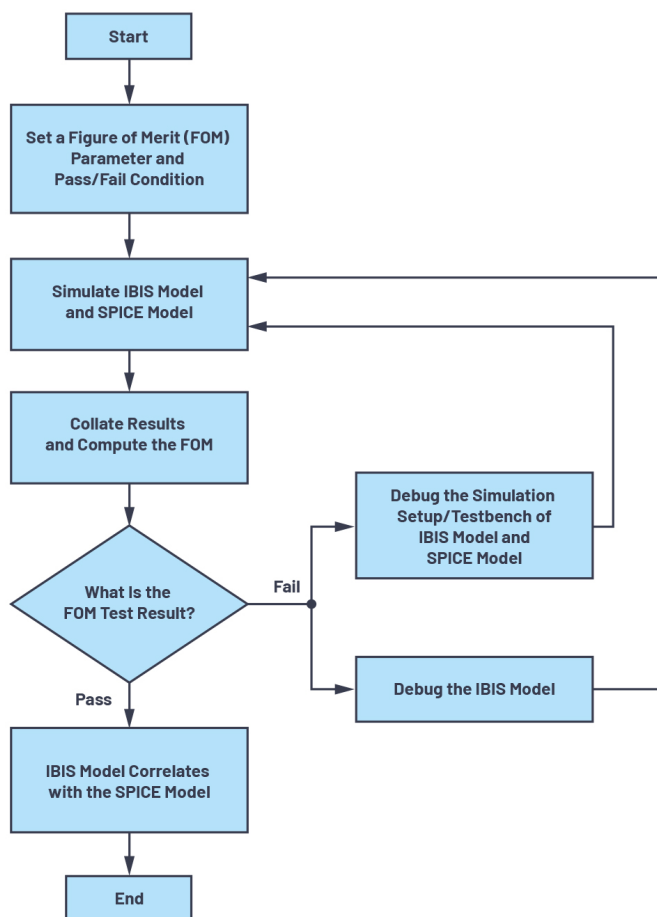 Start
Set a Figure of Merit (FOM)
Parameter and
Pass/Fail Condition
Simulate IBIS Model
and SPICE Model
Collate Results
and Compute the FOM
What Is the
FOM Test Result?
Fail
Debug the Simulation
Setup/Testbench of
IBIS Model and
SPICE Model
Debug the IBIS Model
Pass
IBIS Model Correlates
with the SPICE Model
End